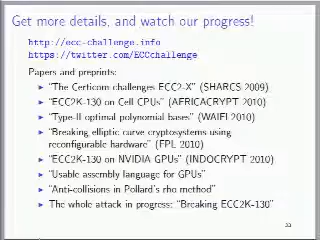 Get more details, and watch our progress!
http://ecc-challenge.info
https://twitter.com/ECCchallenge
Papers and preprints:
"The Certicom challenges ECC2-X" (SHARCS 2009)
"ECC2K-130 on Cell CPUs" (AFRICACRYPT 2010)
"Type-II optimal polynomial bases" (WAIFI 2010)
"Breaking elliptic curve cryptosystems using
reconfigurable hardware" (FPL 2010)
"ECC2K-130 on NVIDIA GPUs" (INDOCRYPT 2010)
"Usable assembly language for GPUs"
"Anti-collisions in Pollard's rho method"
The whole attack in progress: "Breaking ECC2K-130"
33